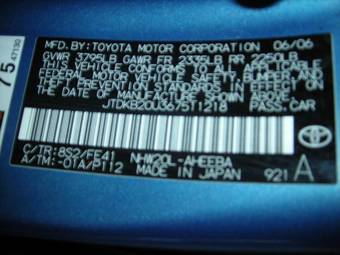 75
47130
MFD.BY:TOYOTA MOTOR CORPORATION 06/06
GVWR 3795LB GAWR FR 2335LB RR 2250LB
THIS VEHICLE CONFORMS TO ALL APPLICABLE
FEDERAL MOTOR VEHICLE SAFETY, BUMPER, AND
THEFT PREVENTION STANDARDS IN EFFECT ON
THE DATE OF MANUFACTURE SHOWN
JTDKB20U367511218 PASS.CAR
C/TR:8S2/FE41 NHW20L-AHEEBA
A/TM:-01A/P112 MADE IN JAPAN 921 A